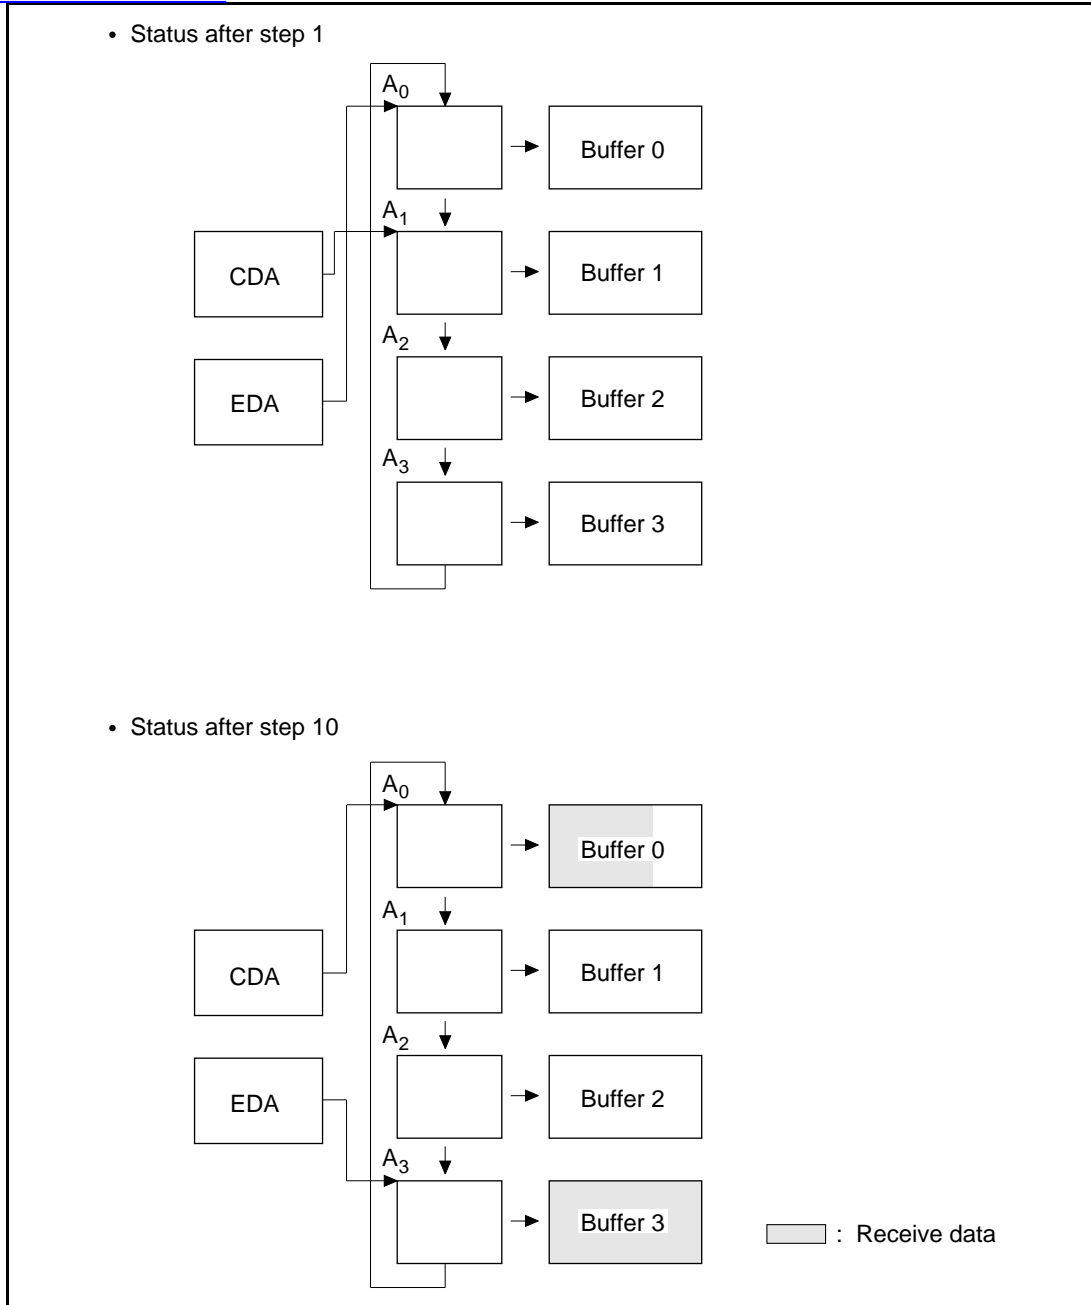 • Status after step 1
A0
Buffer 0
A1
CDA
Buffer 1
A2
EDA
Buffer 2
A3
Buffer 3
• Status after step 10
A0
Buffer 0
A1
CDA
Buffer 1
A2
EDA
Buffer 2
A3
Buffer 3
: Receive data